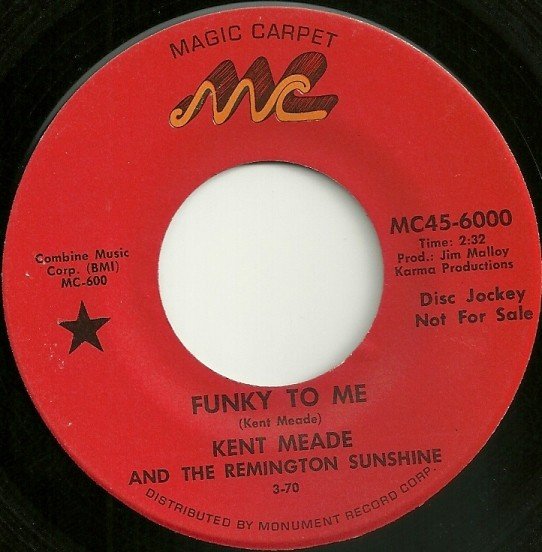 MAGIC CARPET
MC
MC45-6000
Time: 2:32
Prod.: Jim Malloy
Karma Productions
Combine Music
Corp. (BMI)
MC-600
Disc Jockey
Not For Sale
FUNKY TO ME
(Kent Meade)
KENT MEADE
AND THE REMINGTON SUNSHINE
3-70
DISTRIBUTED BY MONUMENT RECORD CORP.